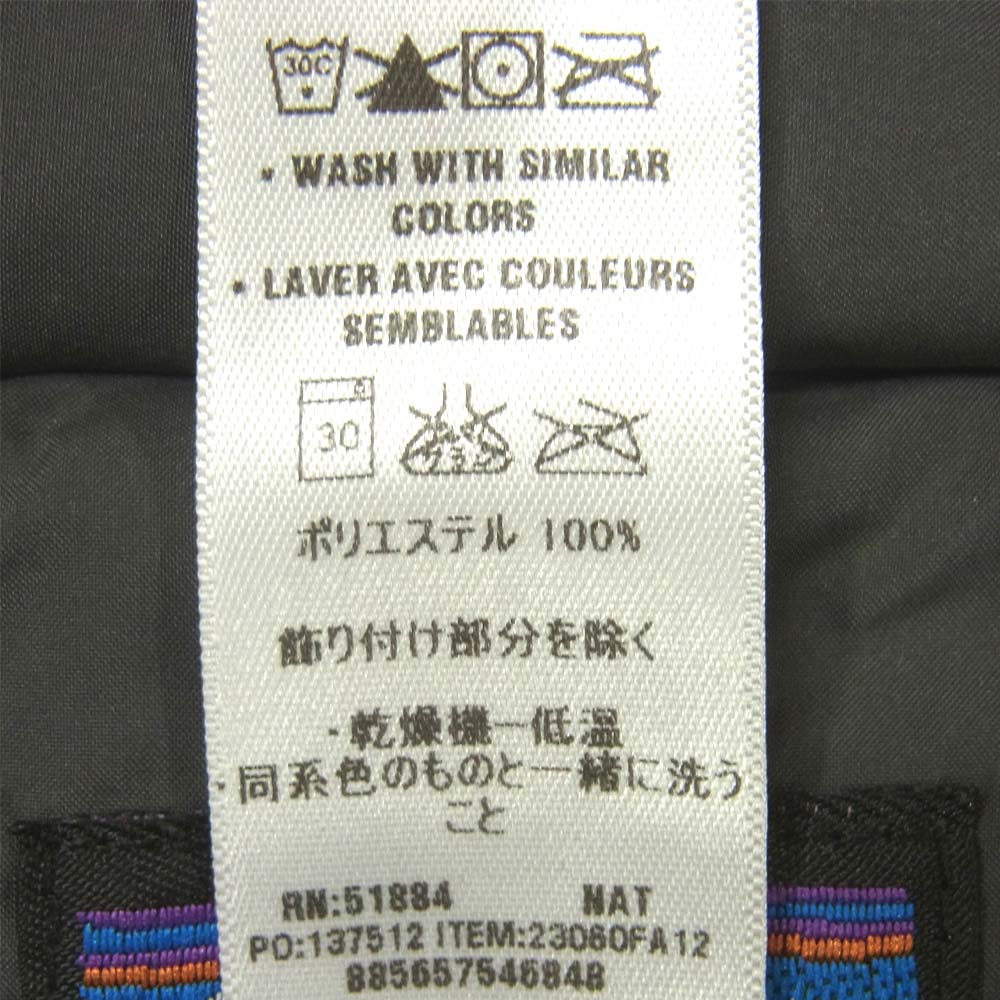 30C
• WASH WITH SIMILAR
COLORS
• LAVER AVEC COULEURS
SEMBLABLES
30
ポリエステル 100%
飾り付け部分を除く
・乾燥機ー低温
・同系色のものと一緒に洗う
こと
RN:51884 NAT
PO:137512 ITEM:23080FA12
885657546848